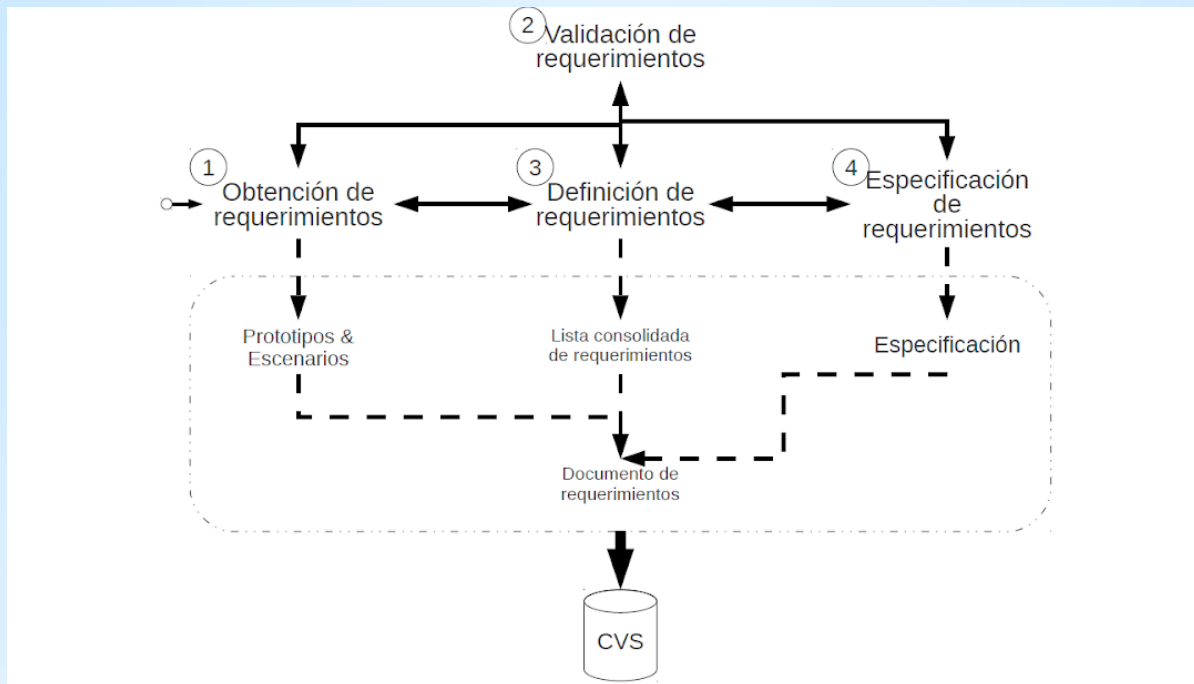 2
Validación de
requerimientos
1
Obtención de
requerimientos
3
Definición de
requerimientos
4
Especificación
de
requerimientos
Prototipos &
Escenarios
Lista consolidada
de requerimientos
Especificación
Documento de
requerimientos
CVS